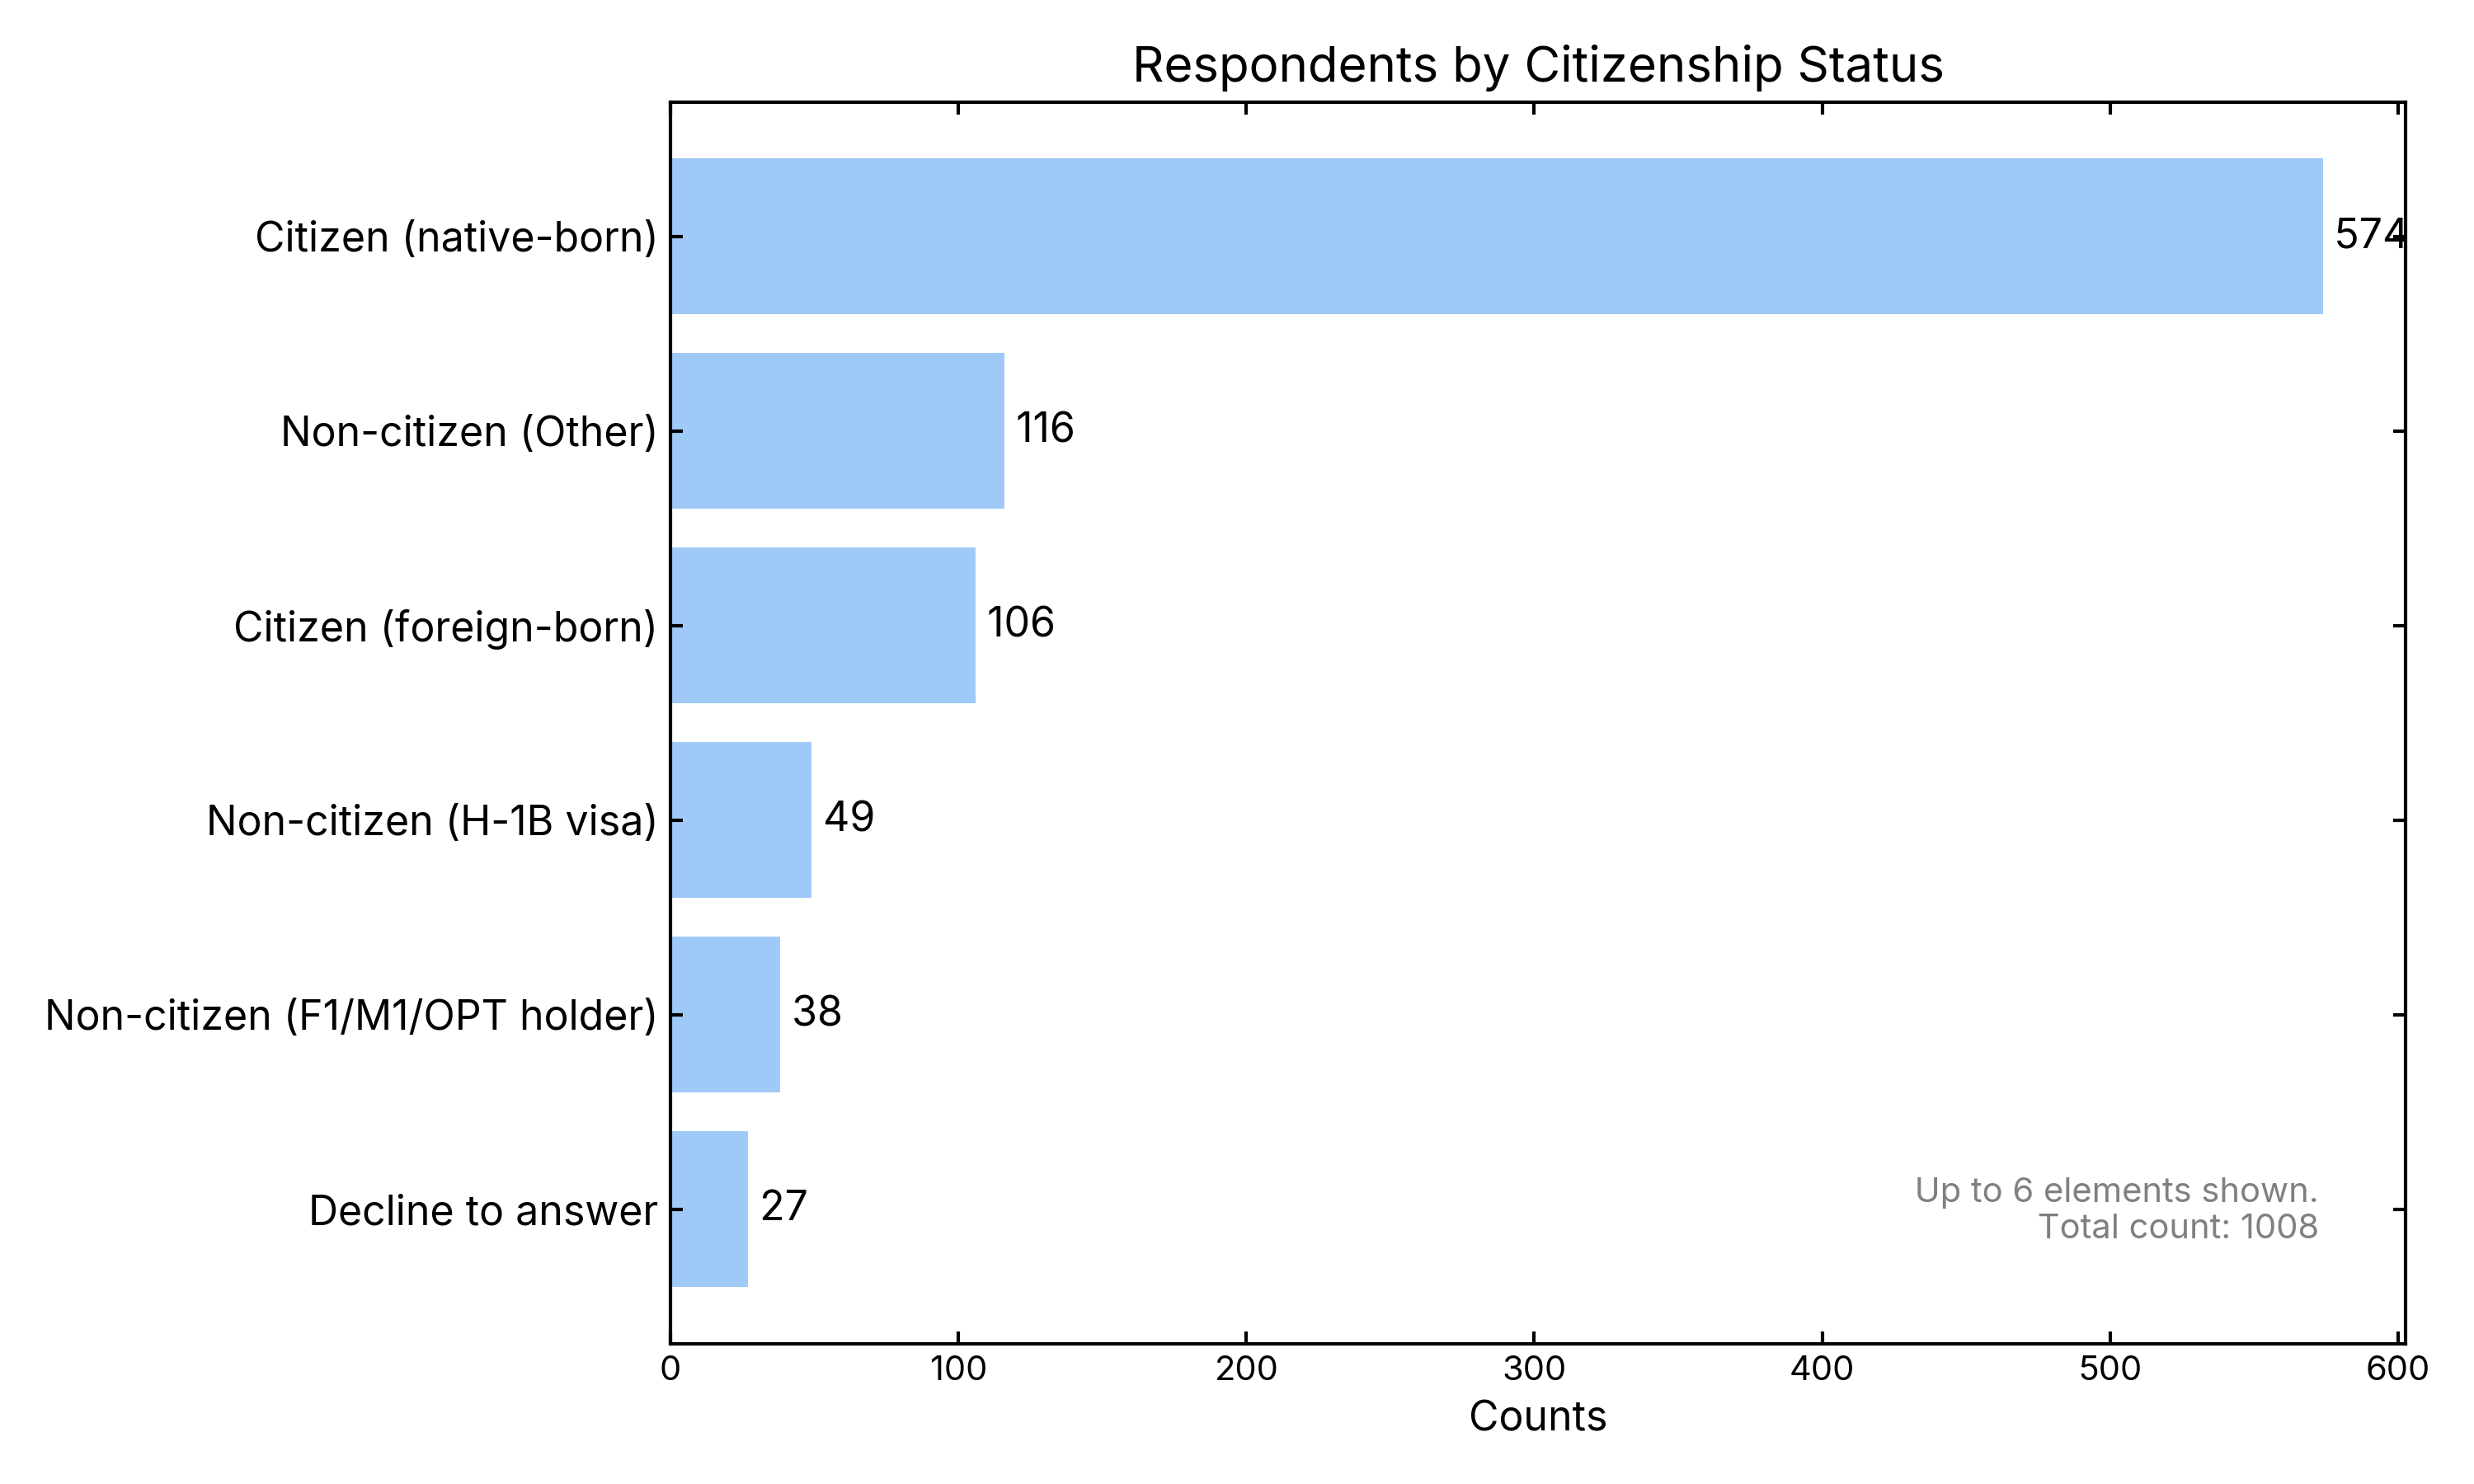 Respondents by Citizenship Status
Citizen (native-born)
574
Non-citizen (Other)
116
Citizen (foreign-born)
106
Non-citizen (H-1B visa)
49
Non-citizen (F1/M1/OPT holder)
38
Decline to answer
27
Up to 6 elements shown.
Total count: 1008
0 100 200 300 400 500 600
Counts